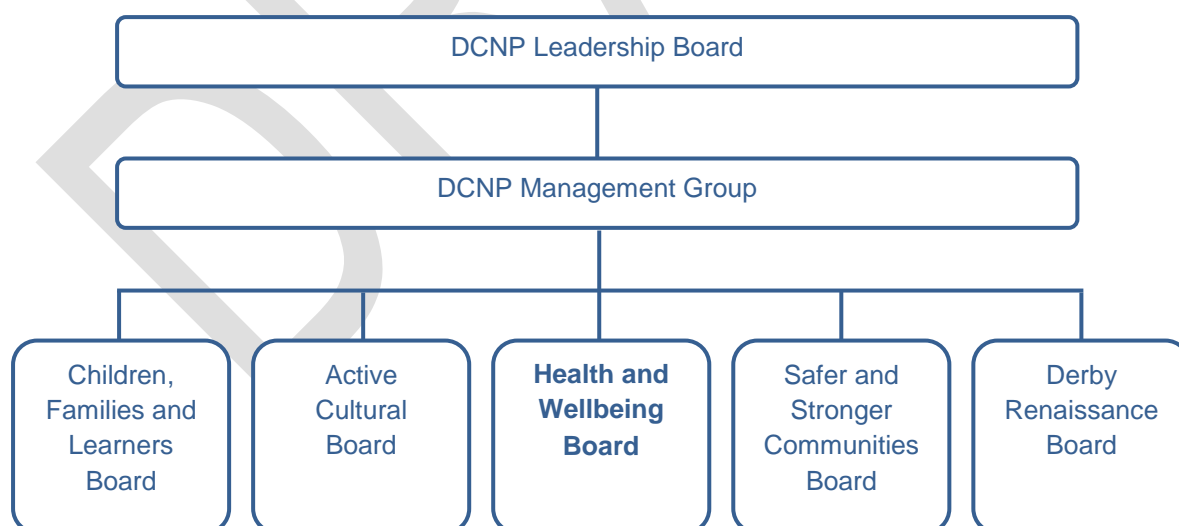 DCNP Leadership Board
DCNP Management Group
Children,
Families and
Learners
Board
Active
Cultural
Board
Health and
Wellbeing
Board
Safer and
Stronger
Communities
Board
Derby
Renaissance
Board